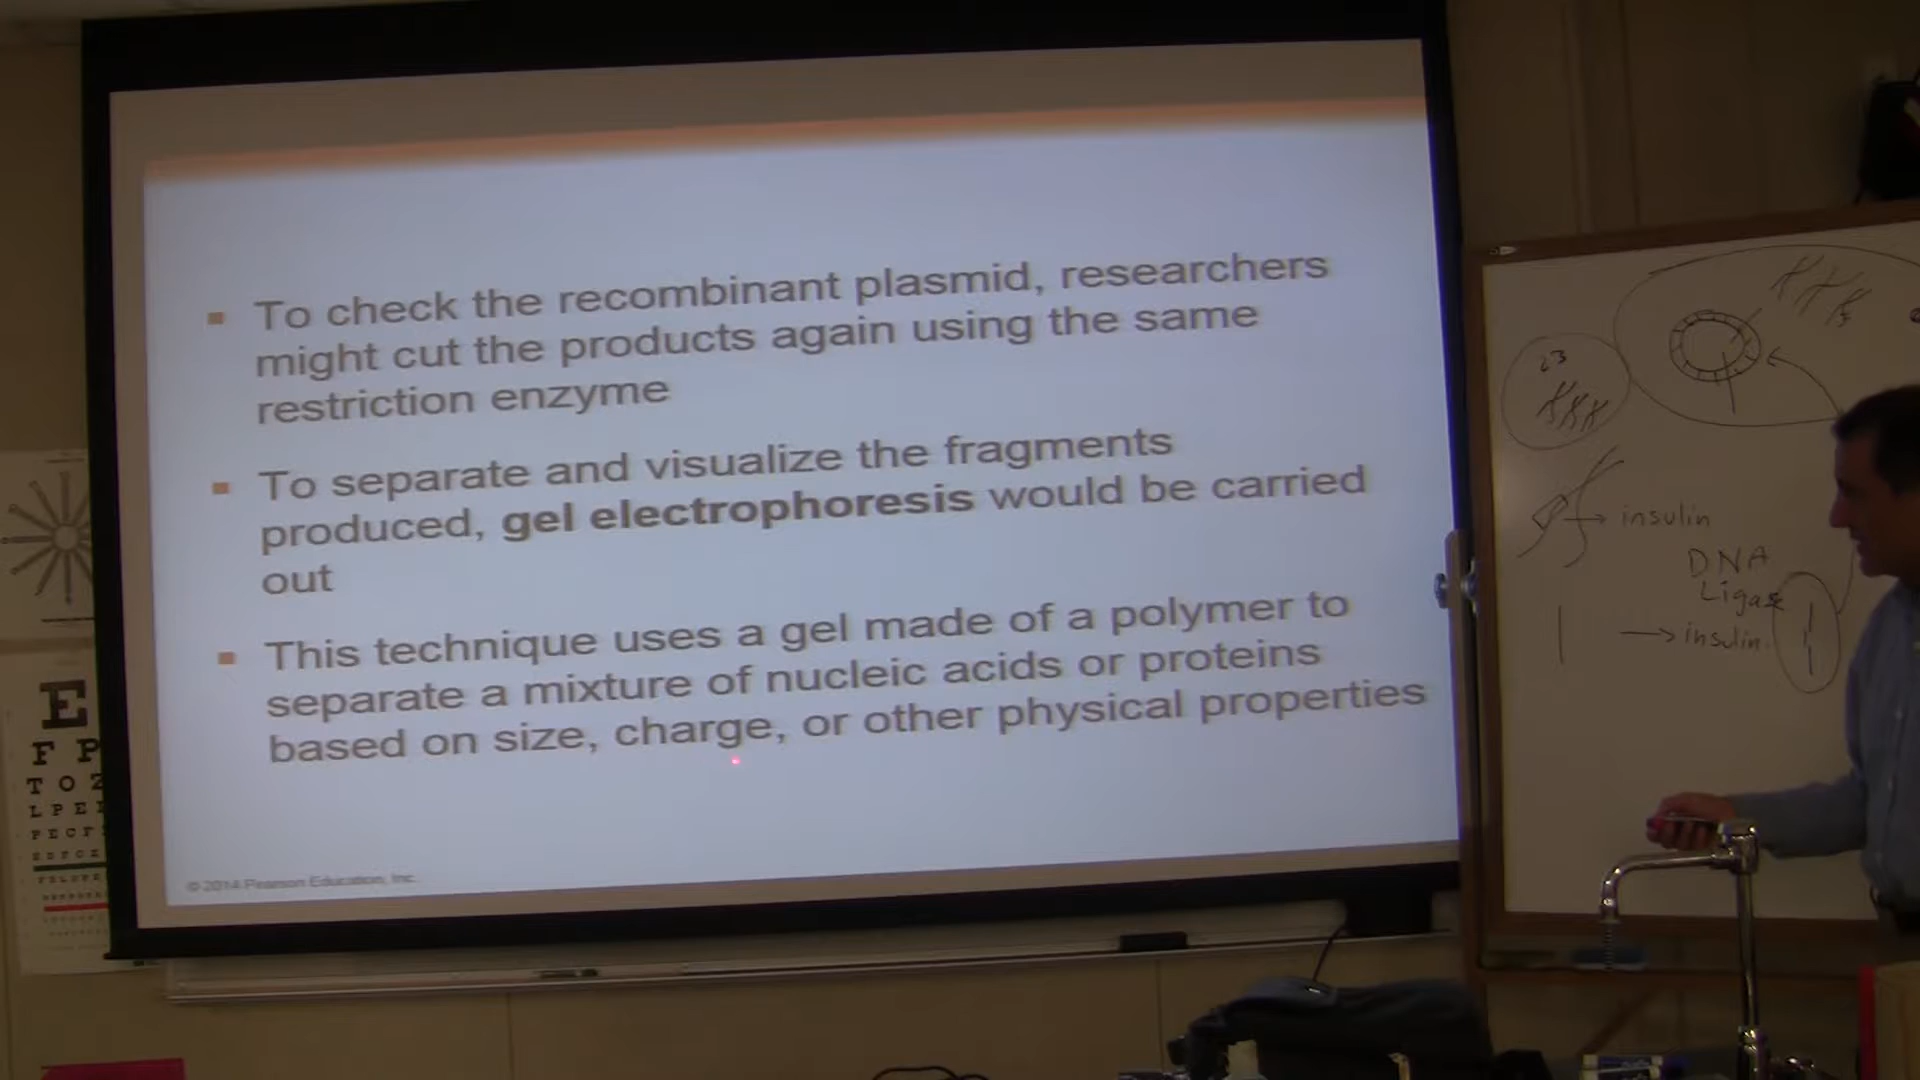 ▪ To check the recombinant plasmid, researchers
might cut the products again using the same
restriction enzyme
▪ To separate and visualize the fragments
produced, gel electrophoresis would be carried
out
▪ This technique uses a gel made of a polymer to
separate a mixture of nucleic acids or proteins
based on size, charge, or other physical properties
© 2014 Pearson Education, Inc.
23
insulin
DNA
Ligase
insulin
E
F P
T O Z
L P E
P E C F